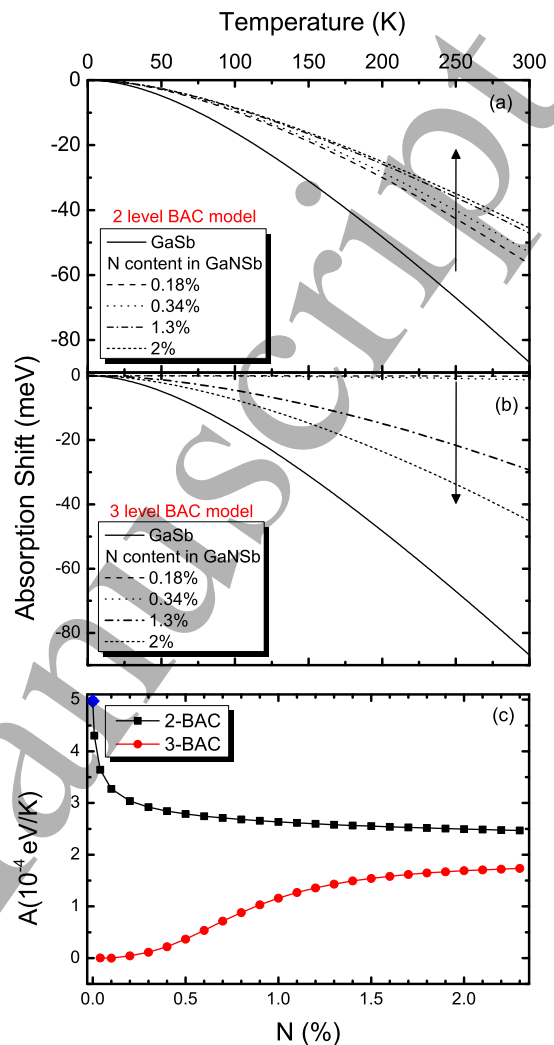 Temperature (K)
0 50 100 150 200 250 300
0
-20
-40
-60
-80
(a)
2 level BAC model
GaSb
N content in GaNSb
0.18%
0.34%
1.3%
2%
Absorption Shift (meV)
0
-20
-40
-60
-80
(b)
3 level BAC model
GaSb
N content in GaNSb
0.18%
0.34%
1.3%
2%
5
4
3
2
1
0
(c)
2-BAC
3-BAC
A(10⁻⁴ eV/K)
0.0 0.5 1.0 1.5 2.0
N (%)
anuscript